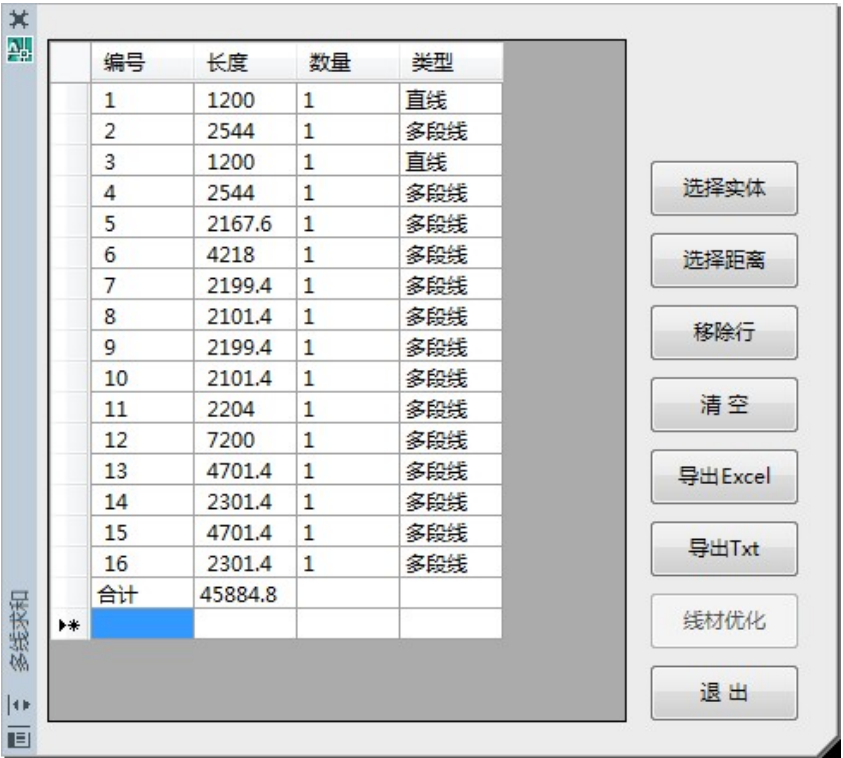 编号 长度 数量 类型
1 1200 1 直线
2 2544 1 多段线
3 1200 1 直线
4 2544 1 多段线
5 2167.6 1 多段线
6 4218 1 多段线
7 2199.4 1 多段线
8 2101.4 1 多段线
9 2199.4 1 多段线
10 2101.4 1 多段线
11 2204 1 多段线
12 7200 1 多段线
13 4701.4 1 多段线
14 2301.4 1 多段线
15 4701.4 1 多段线
16 2301.4 1 多段线
合计 45884.8
选择实体
选择距离
移除行
清 空
导出Excel
导出Txt
线材优化
退 出
多线求和